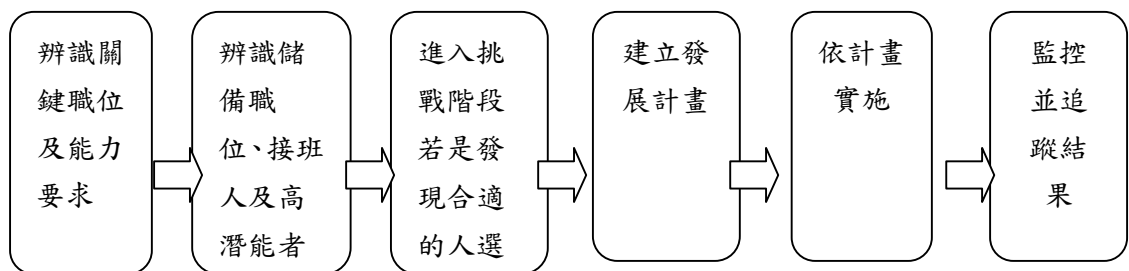 辨識關
鍵職位
及能力
要求
辨識儲
備職
位、接班
人及高
潛能者
進入挑
戰階段
若是發
現合適
的人選
建立發
展計畫
依計畫
實施
監控
並追
蹤結
果